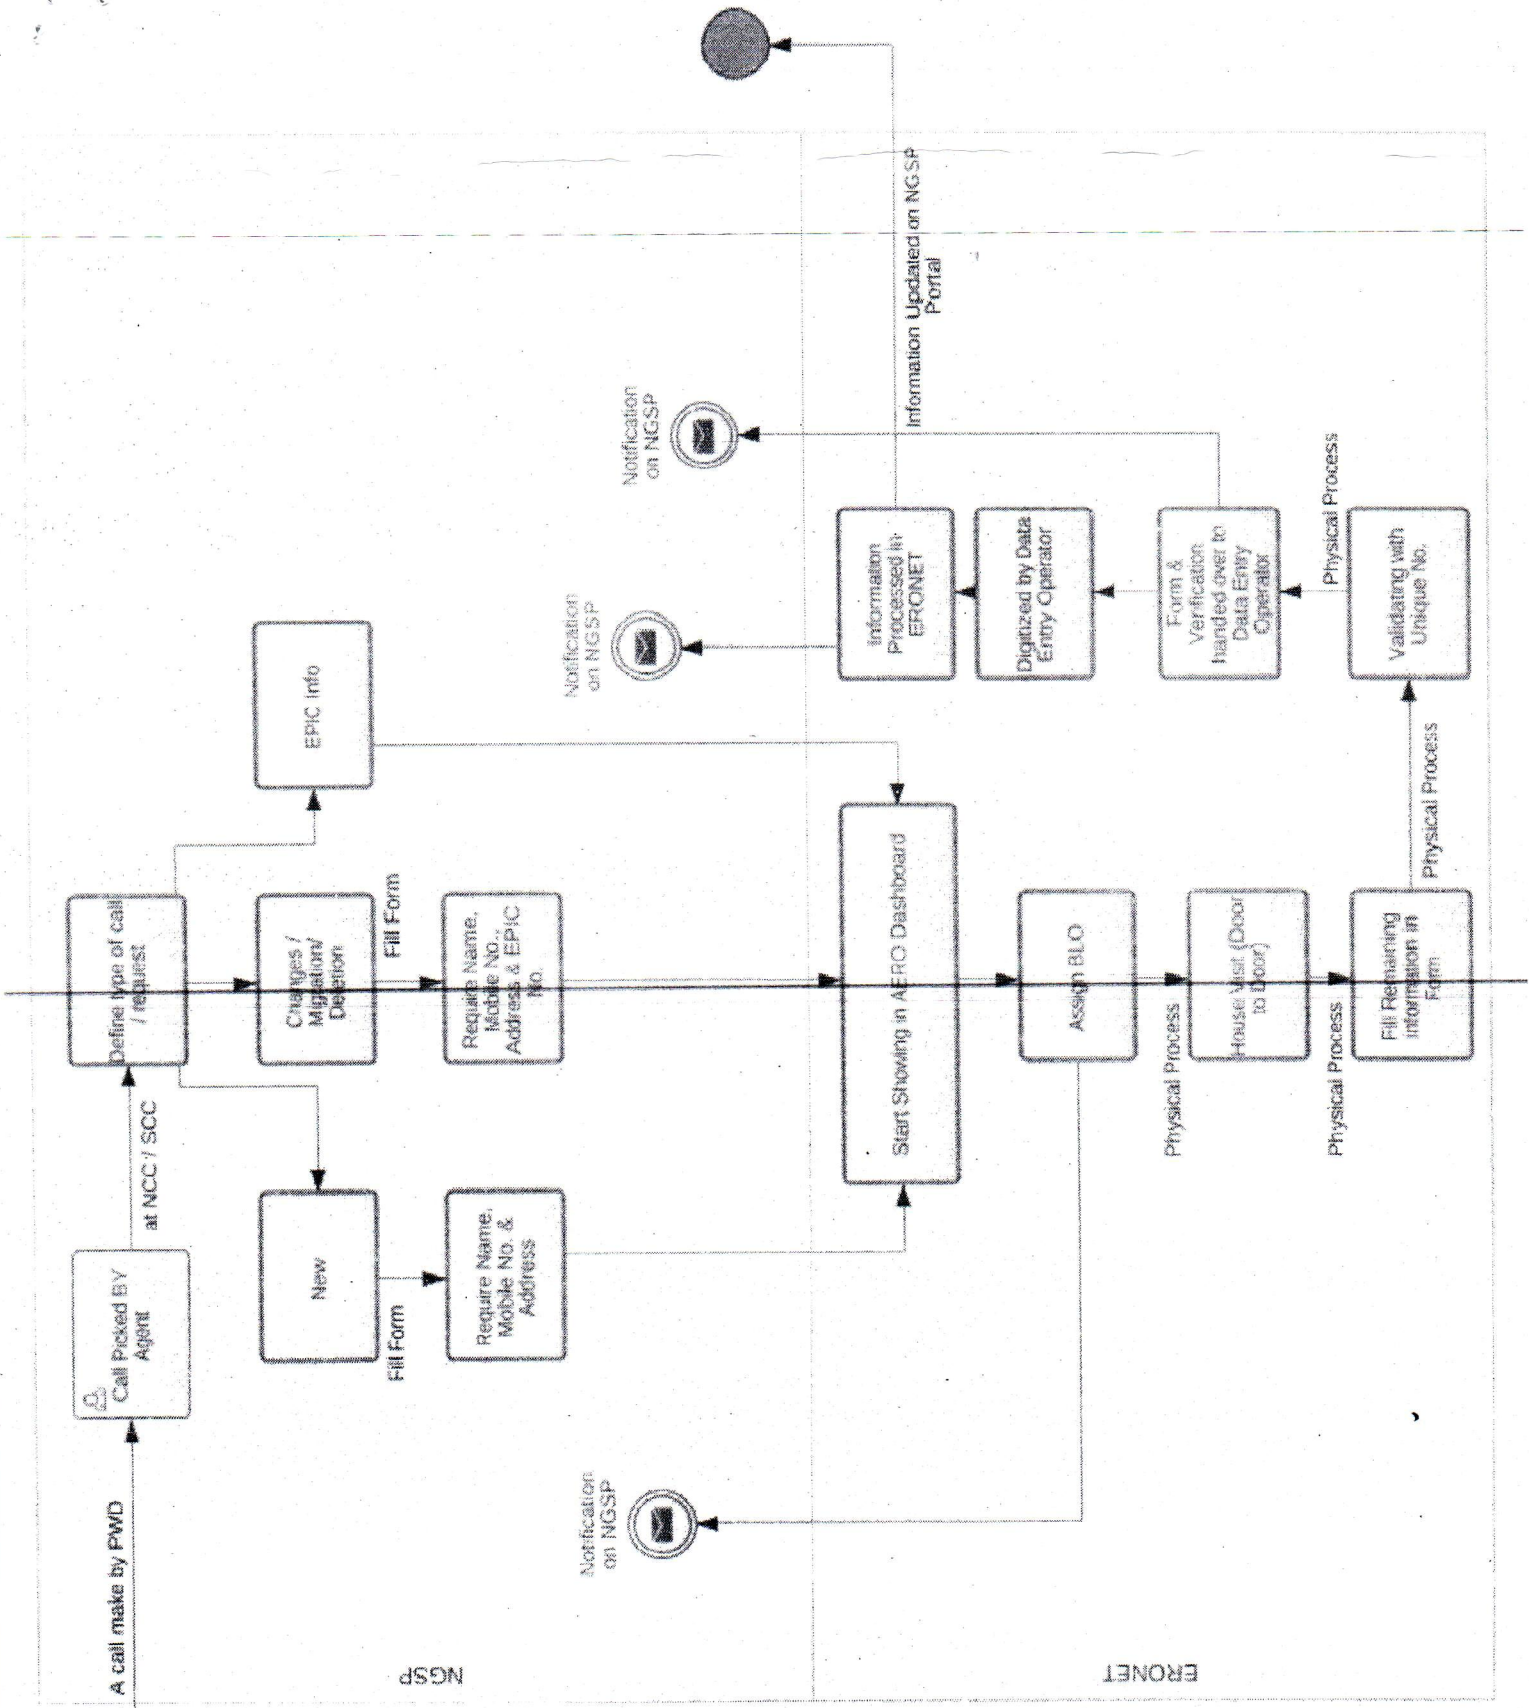 A call make by PWD
Call Picked BY
Agent
at NCC / SCC
Define type of call
/ request
New
Fill Form
Require Name,
Mobile No. &
Address
Changes /
Migration/
Deletion
Fill Form
Require Name,
Mobile No.,
Address & EPIC
No.
EPIC Info
NGSP
Notification
on NGSP
Notification
on NGSP
Notification
on NGSP
Start Showing in AERO Dashboard
Assign BLO
Physical Process
House Visit (Door
to Door)
Physical Process
Fill Remaining
Information in
Form
Physical Process
Validating with
Unique No.
Physical Process
Form &
Verification
handed over to
Data Entry
Operator
Digitized by Data
Entry Operator
Information
Processed in
ERONET
Information Updated on NGSP
Portal
ERONET